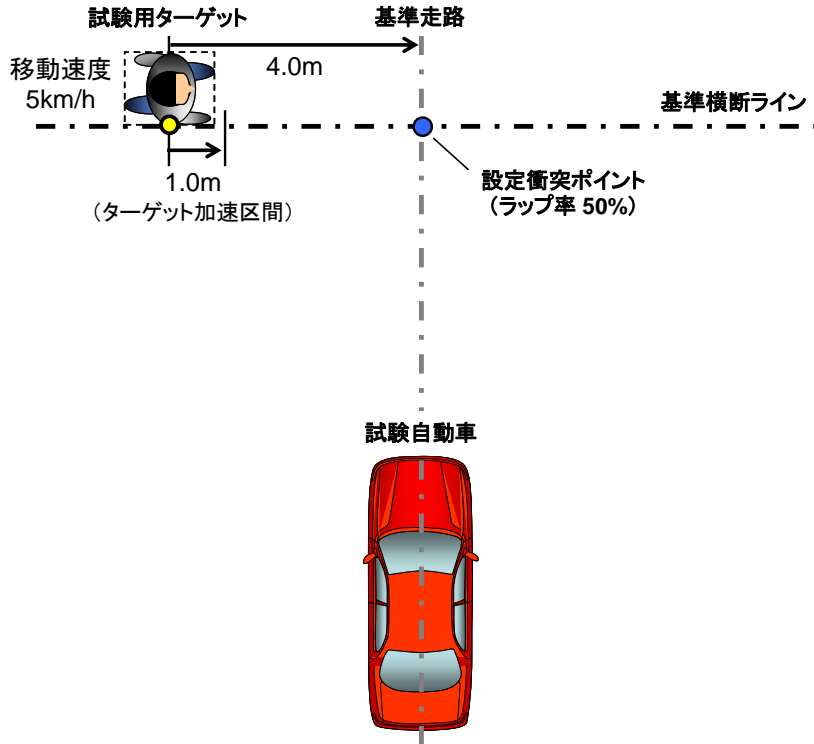 試験用ターゲット
基準走路
4.0m
移動速度
5km/h
基準横断ライン
1.0m
（ターゲット加速区間）
設定衝突ポイント
（ラップ率 50%）
試験自動車